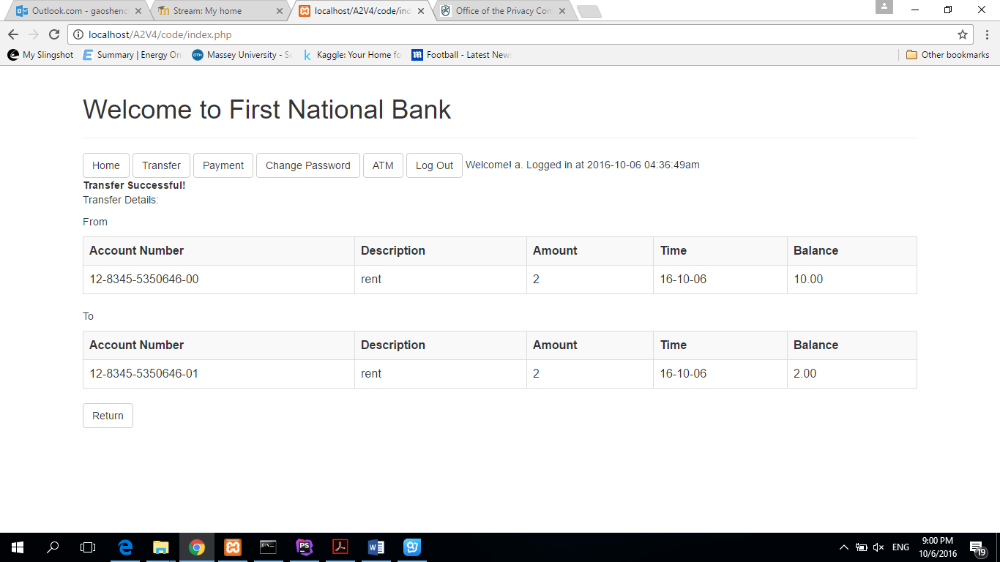 Outlook.com - gaoshenc
Stream: My home
localhost/A2V4/code/ind
Office of the Privacy Com
localhost/A2V4/code/index.php
My Slingshot
Summary | Energy On
Massey University - Sc
Kaggle: Your Home fo
Football - Latest News
Other bookmarks
Welcome to First National Bank
Home Transfer Payment Change Password ATM Log Out Welcome! a. Logged in at 2016-10-06 04:36:49am
Transfer Successful!
Transfer Details:
From
Account Number Description Amount Time Balance
12-8345-5350646-00 rent 2 16-10-06 10.00
To
Account Number Description Amount Time Balance
12-8345-5350646-01 rent 2 16-10-06 2.00
Return
ENG
9:00 PM
10/6/2016
19